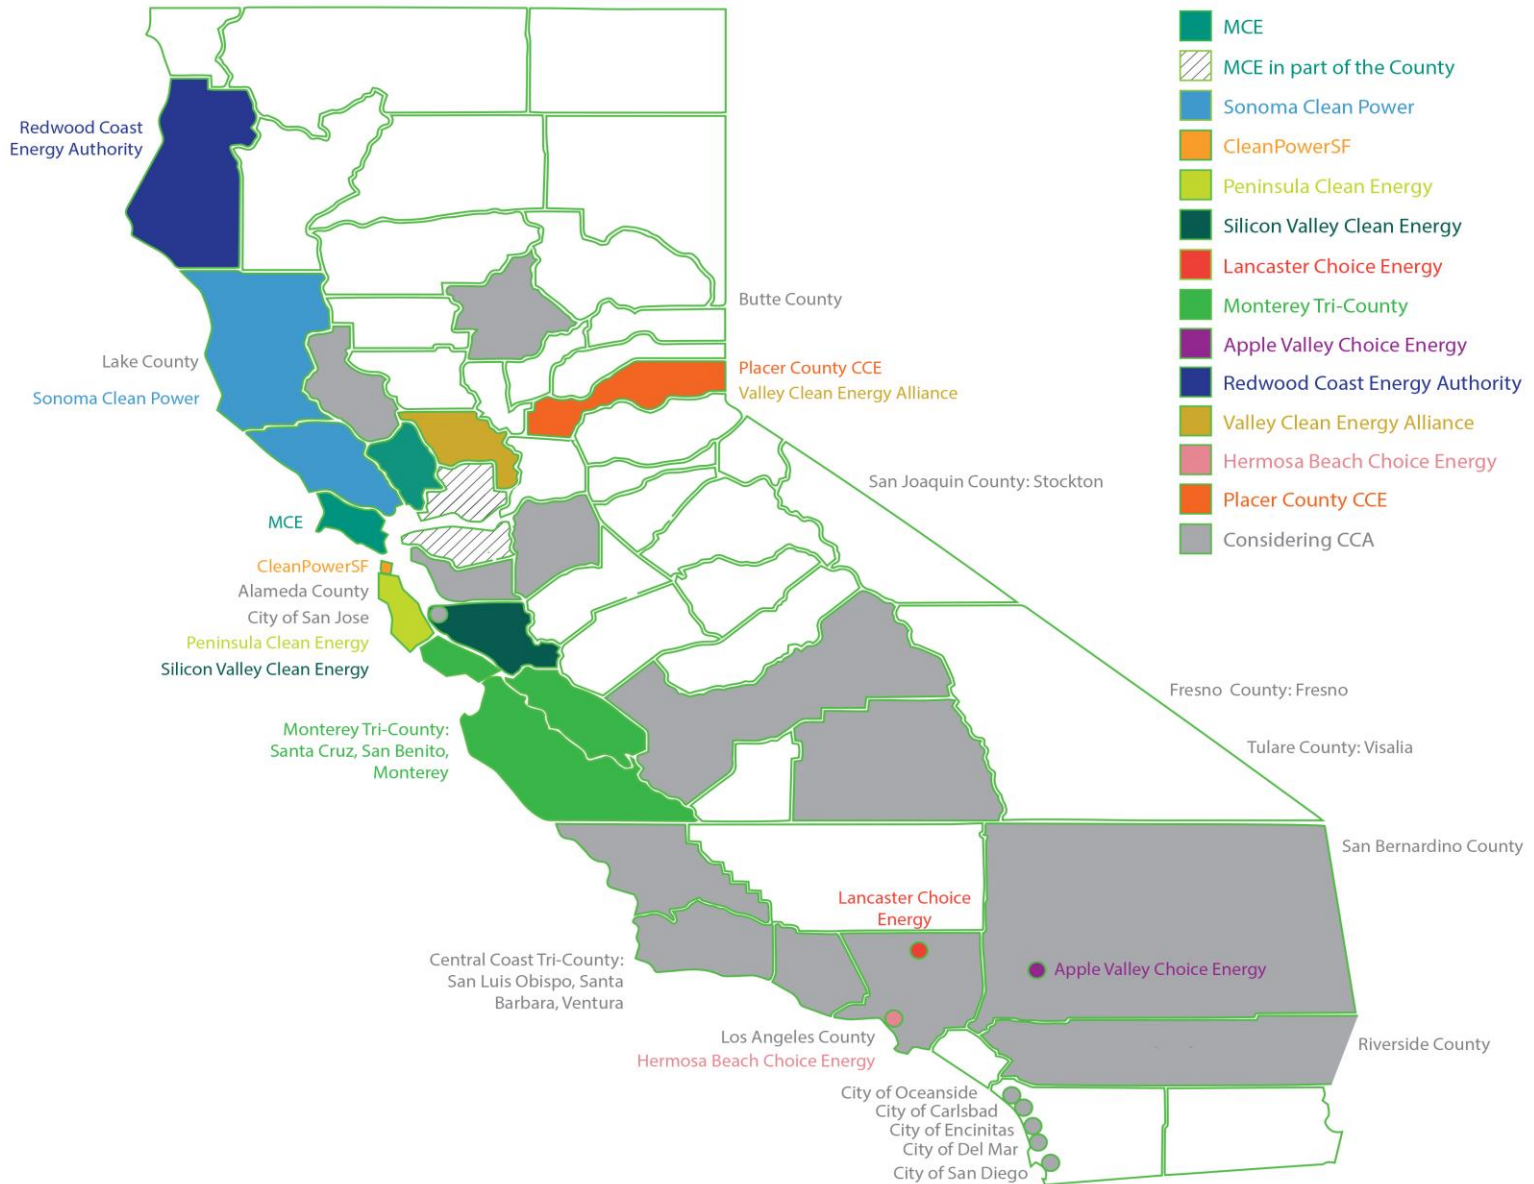 Redwood Coast
Energy Authority
Lake County
Sonoma Clean Power
MCE
CleanPowerSF
Alameda County
City of San Jose
Peninsula Clean Energy
Silicon Valley Clean Energy
Monterey Tri-County:
Santa Cruz, San Benito,
Monterey
Central Coast Tri-County:
San Luis Obispo, Santa
Barbara, Ventura
Los Angeles County
Hermosa Beach Choice Energy
City of Oceanside
City of Carlsbad
City of Encinitas
City of Del Mar
City of San Diego
Lancaster Choice
Energy
Apple Valley Choice Energy
Butte County
Placer County CCE
Valley Clean Energy Alliance
San Joaquin County: Stockton
Fresno County: Fresno
Tulare County: Visalia
San Bernardino County
Riverside County
MCE
MCE in part of the County
Sonoma Clean Power
CleanPowerSF
Peninsula Clean Energy
Silicon Valley Clean Energy
Lancaster Choice Energy
Monterey Tri-County
Apple Valley Choice Energy
Redwood Coast Energy Authority
Valley Clean Energy Alliance
Hermosa Beach Choice Energy
Placer County CCE
Considering CCA